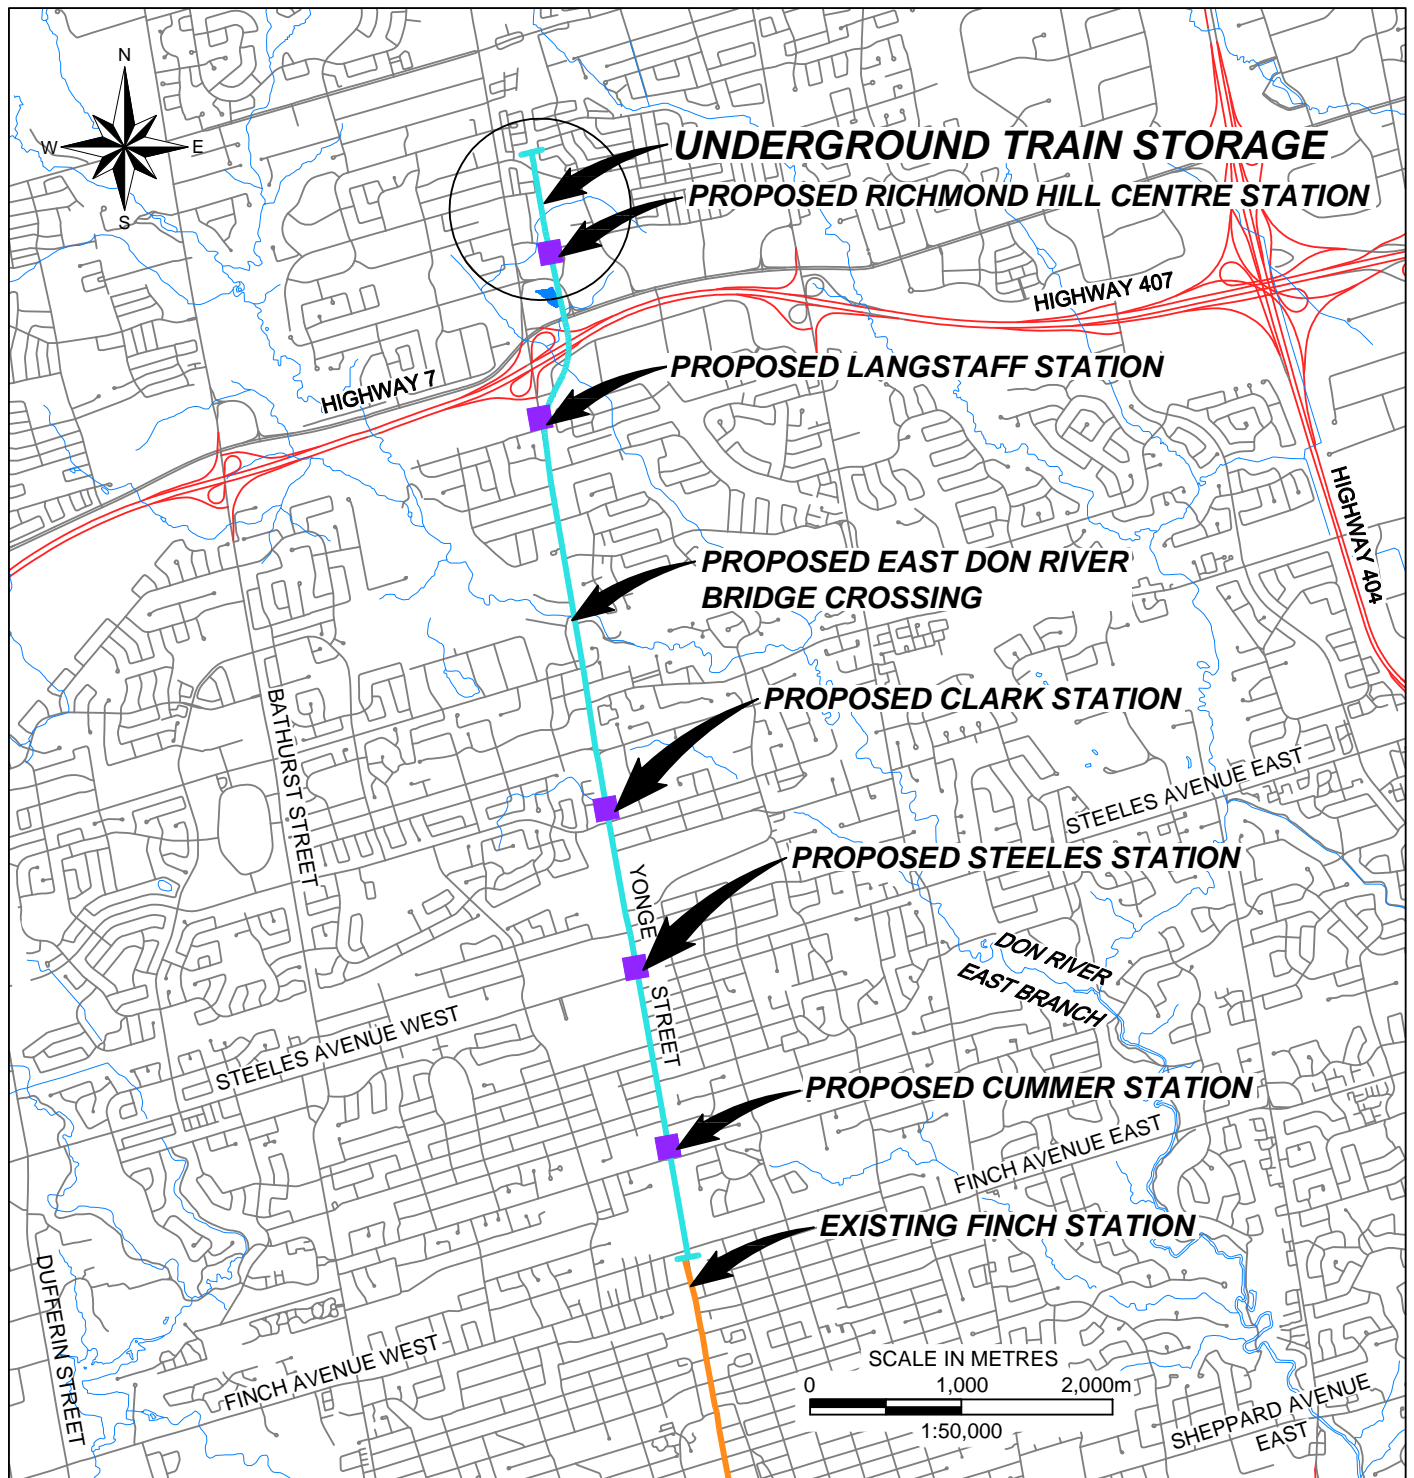 N
W
E
S
UNDERGROUND TRAIN STORAGE
PROPOSED RICHMOND HILL CENTRE STATION
HIGHWAY 407
PROPOSED LANGSTAFF STATION
HIGHWAY 7
HIGHWAY 404
PROPOSED EAST DON RIVER
BRIDGE CROSSING
PROPOSED CLARK STATION
BATHURST STREET
STEELES AVENUE EAST
PROPOSED STEELES STATION
YONGE STREET
DON RIVER
EAST BRANCH
STEELES AVENUE WEST
PROPOSED CUMMER STATION
FINCH AVENUE EAST
EXISTING FINCH STATION
DUFFERIN STREET
FINCH AVENUE WEST
SCALE IN METRES
0 1,000 2,000m
1:50,000
SHEPPARD AVENUE
EAST